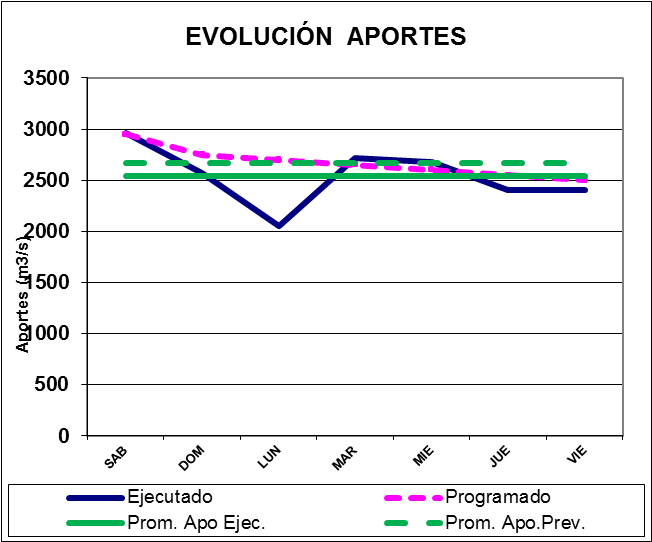 EVOLUCIÓN APORTES
3500
3000
2500
2000
1500
1000
500
0
Aportes (m3/s)
SAB
DOM
LUN
MAR
MIE
JUE
VIE
Ejecutado
Programado
Prom. Apo Ejec.
Prom. Apo.Prev.